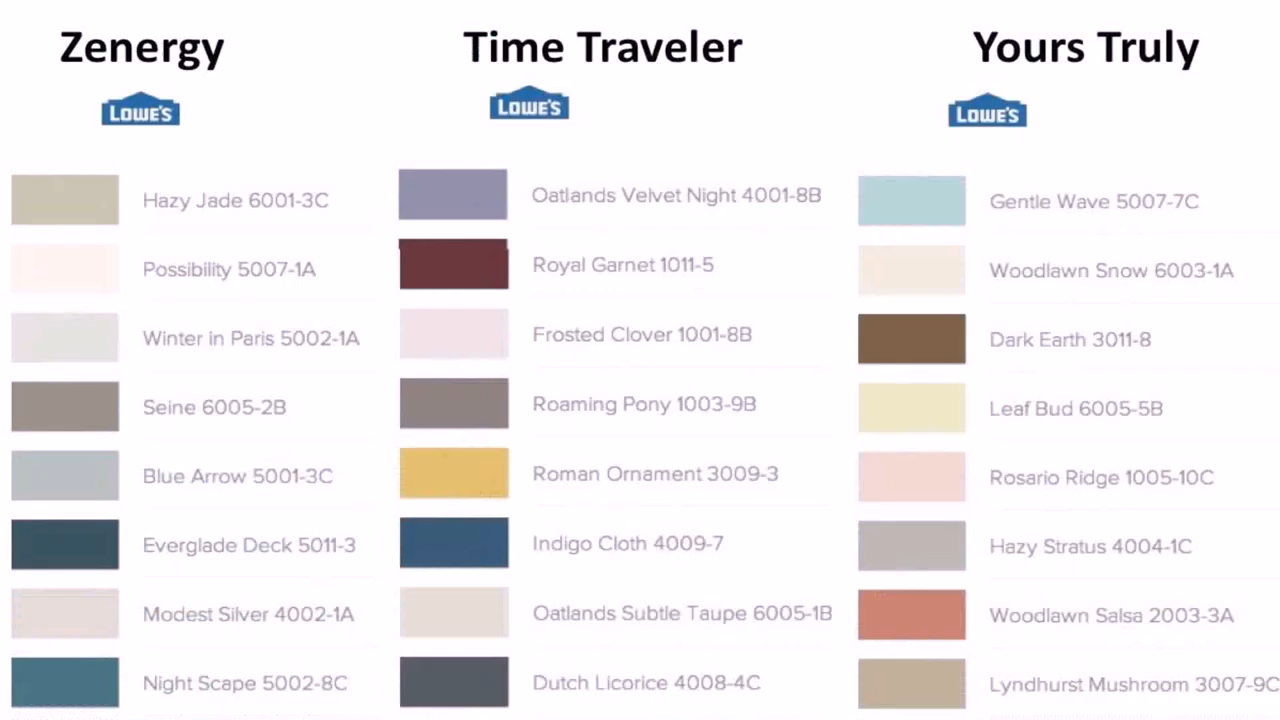 Zenergy
LOWE'S
Hazy Jade 6001-3C
Possibility 5007-1A
Winter in Paris 5002-1A
Seine 6005-2B
Blue Arrow 5001-3C
Everglade Deck 5011-3
Modest Silver 4002-1A
Night Scape 5002-8C
Time Traveler
LOWE'S
Oatlands Velvet Night 4001-8B
Royal Garnet 1011-5
Frosted Clover 1001-8B
Roaming Pony 1003-9B
Roman Ornament 3009-3
Indigo Cloth 4009-7
Oatlands Subtle Taupe 6005-1B
Dutch Licorice 4008-4C
Yours Truly
LOWE'S
Gentle Wave 5007-7C
Woodlawn Snow 6003-1A
Dark Earth 3011-8
Leaf Bud 6005-5B
Rosario Ridge 1005-10C
Hazy Stratus 4004-1C
Woodlawn Salsa 2003-3A
Lyndhurst Mushroom 3007-9C